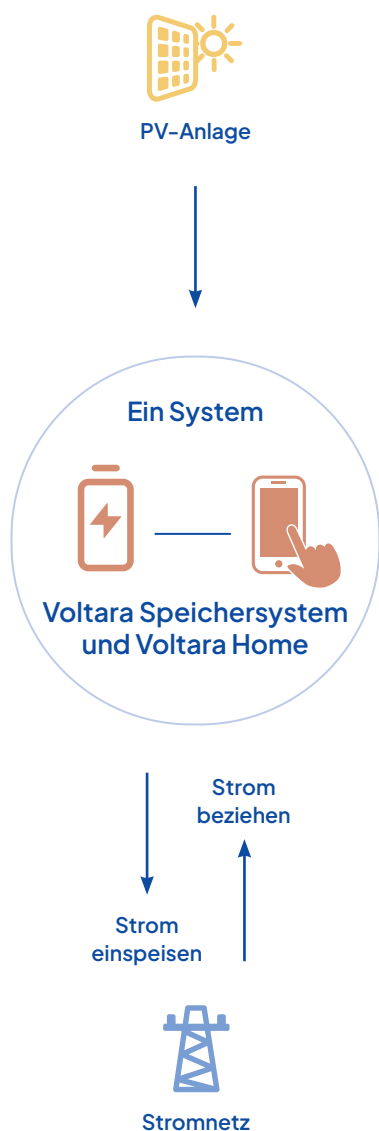 PV-Anlage
Ein System
Voltara Speichersystem
und Voltara Home
Strom
beziehen
Strom
einspeisen
Stromnetz